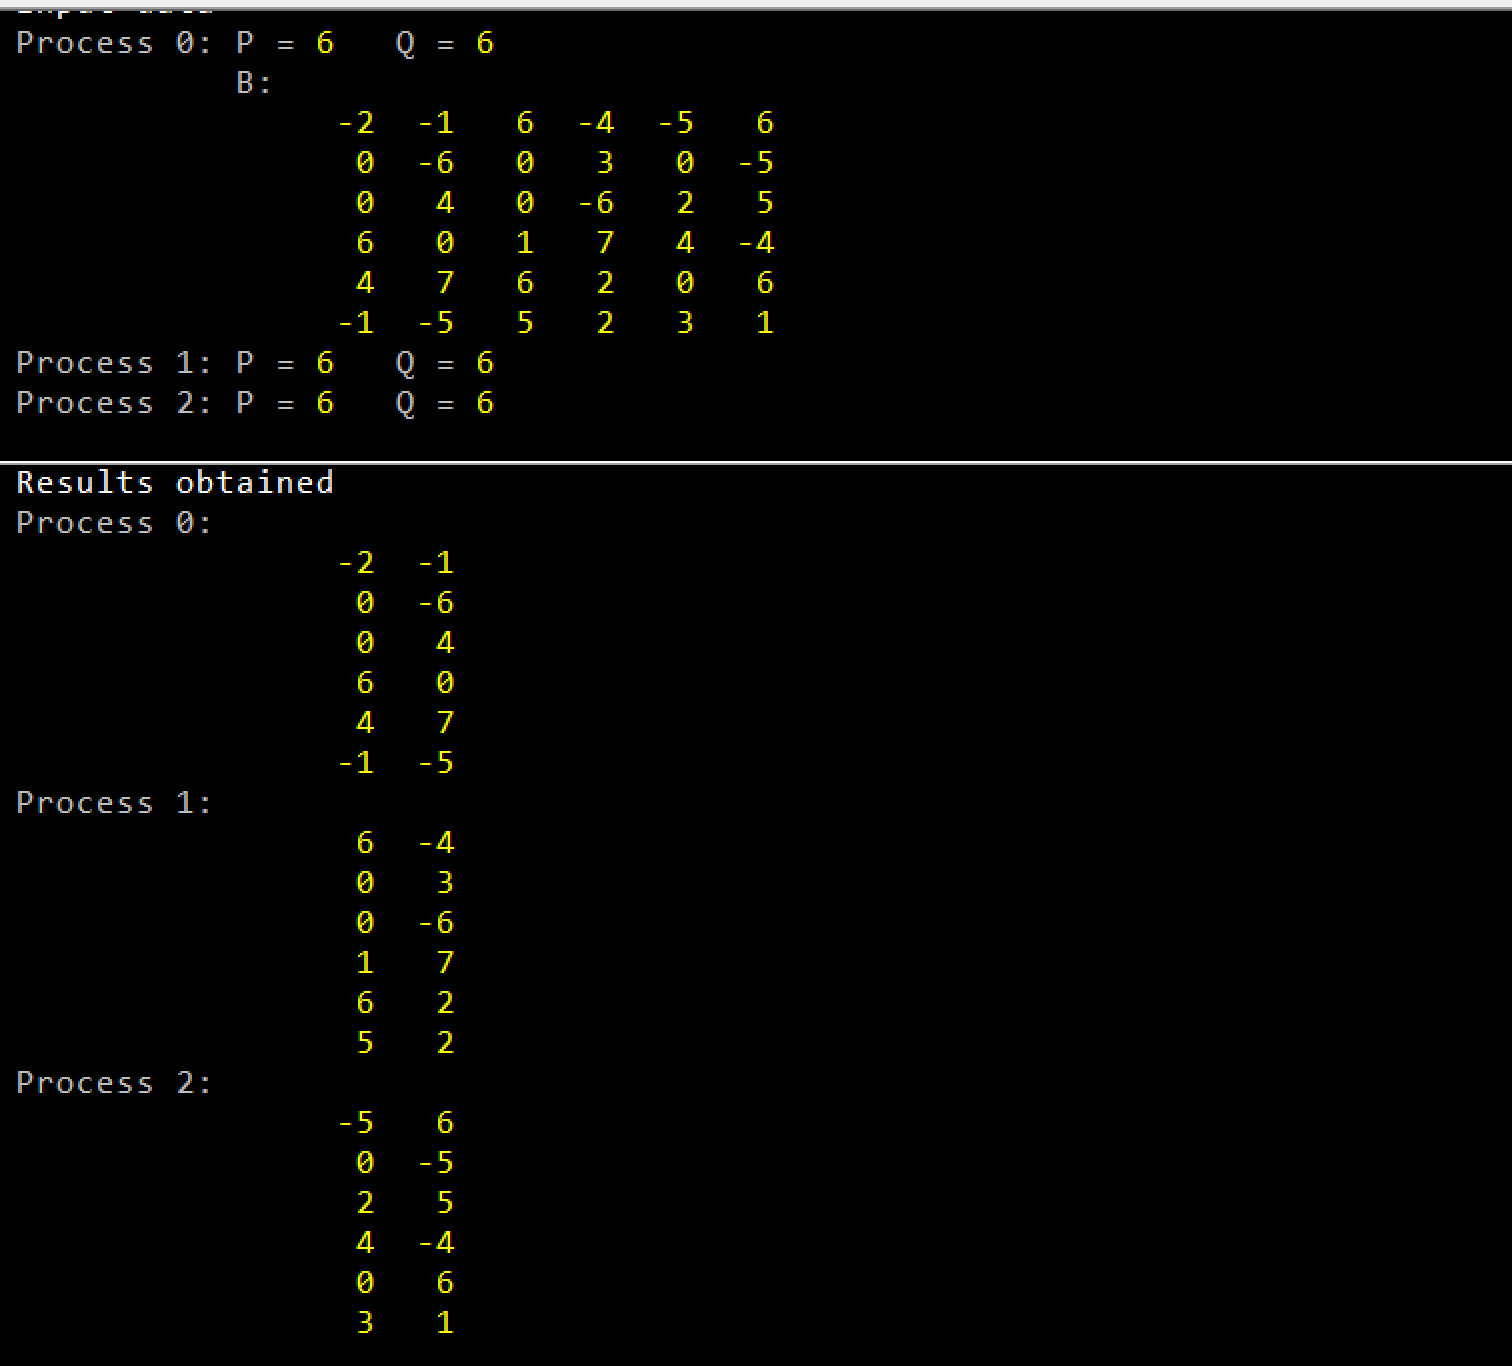 Process 0: P = 6 Q = 6
B:
-2 -1 6 -4 -5 6
0 -6 0 3 0 -5
0 4 0 -6 2 5
6 0 1 7 4 -4
4 7 6 2 0 6
-1 -5 5 2 3 1
Process 1: P = 6 Q = 6
Process 2: P = 6 Q = 6
Results obtained
Process 0:
-2 -1
0 -6
0 4
6 0
4 7
-1 -5
Process 1:
6 -4
0 3
0 -6
1 7
6 2
5 2
Process 2:
-5 6
0 -5
2 5
4 -4
0 6
3 1